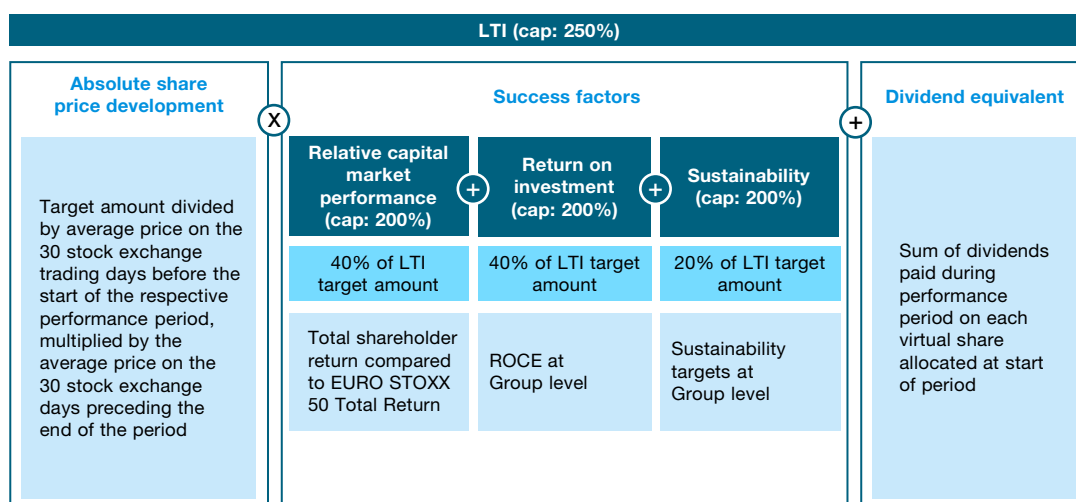 LTI (cap: 250%)
Absolute share
price development
Target amount divided
by average price on the
30 stock exchange
trading days before the
start of the respective
performance period,
multiplied by the
average price on the
30 stock exchange
days preceding the
end of the period
X
Success factors
Relative capital
market
performance
(cap: 200%)
+
Return on
investment
(cap: 200%)
+
Sustainability
(cap: 200%)
40% of LTI
target amount
40% of LTI target
amount
20% of LTI target
amount
Total shareholder
return compared
to EURO STOXX
50 Total Return
ROCE at
Group level
Sustainability
targets at
Group level
+
Dividend equivalent
Sum of dividends
paid during
performance
period on each
virtual share
allocated at start
of period